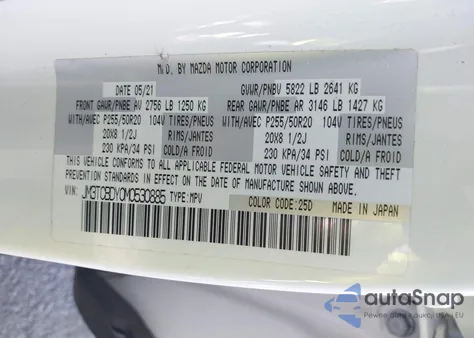 MFD. BY MAZDA MOTOR CORPORATION
DATE 05/21 GVWR/PNBV 5822 LB 2641 KG
FRONT GAWR/PNBE AV 2756 LB 1250 KG REAR GAWR/PNBE AR 3146 LB 1427 KG
WITH/AVEC P255/50R20 104V TIRES/PNEUS WITH/AVEC P255/50R20 104V TIRES/PNEUS
20X8 1/2J RIMS/JANTES 20X8 1/2J RIMS/JANTES
230 KPA/34 PSI COLD/A FROID 230 KPA/34 PSI COLD/A FROID
THIS VEHICLE CONFORMS TO ALL APPLICABLE FEDERAL MOTOR VEHICLE SAFETY AND THEFT
PREVENTION STANDARDS IN EFFECT ON THE DATE OF MANUFACTURE SHOWN ABOVE.
VIN: JM3TCBDY0M0530885 TYPE:MPV
COLOR CODE:25D MADE IN JAPAN
autoSnap
Pewne auta i aukcji USA i EU